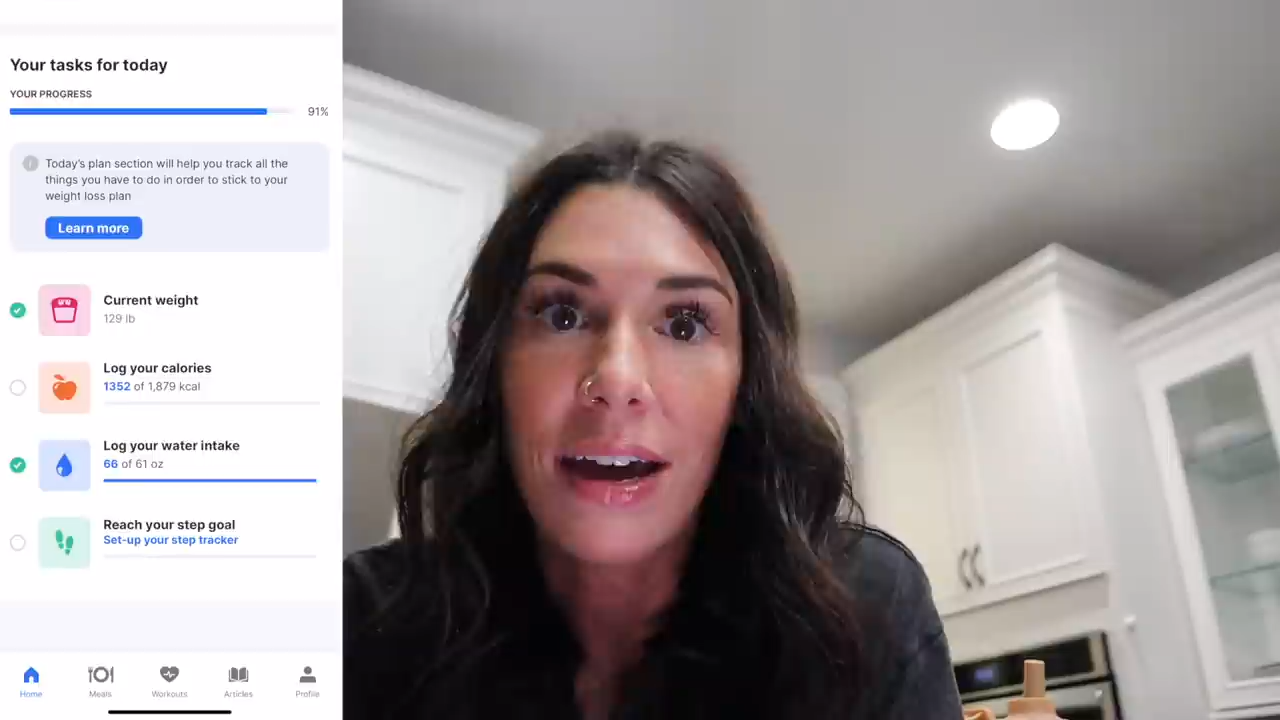 Your tasks for today
YOUR PROGRESS
91%
Today's plan section will help you track all the
things you have to do in order to stick to your
weight loss plan
Learn more
Current weight
129 lb
Log your calories
1352 of 1,879 kcal
Log your water intake
66 of 61 oz
Reach your step goal
Set-up your step tracker
Home
Meals
Workouts
Articles
Profile